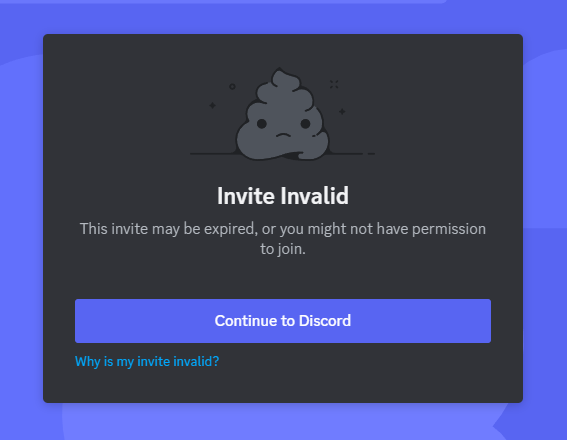 Invite Invalid
This invite may be expired, or you might not have permission
to join.
Continue to Discord
Why is my invite invalid?